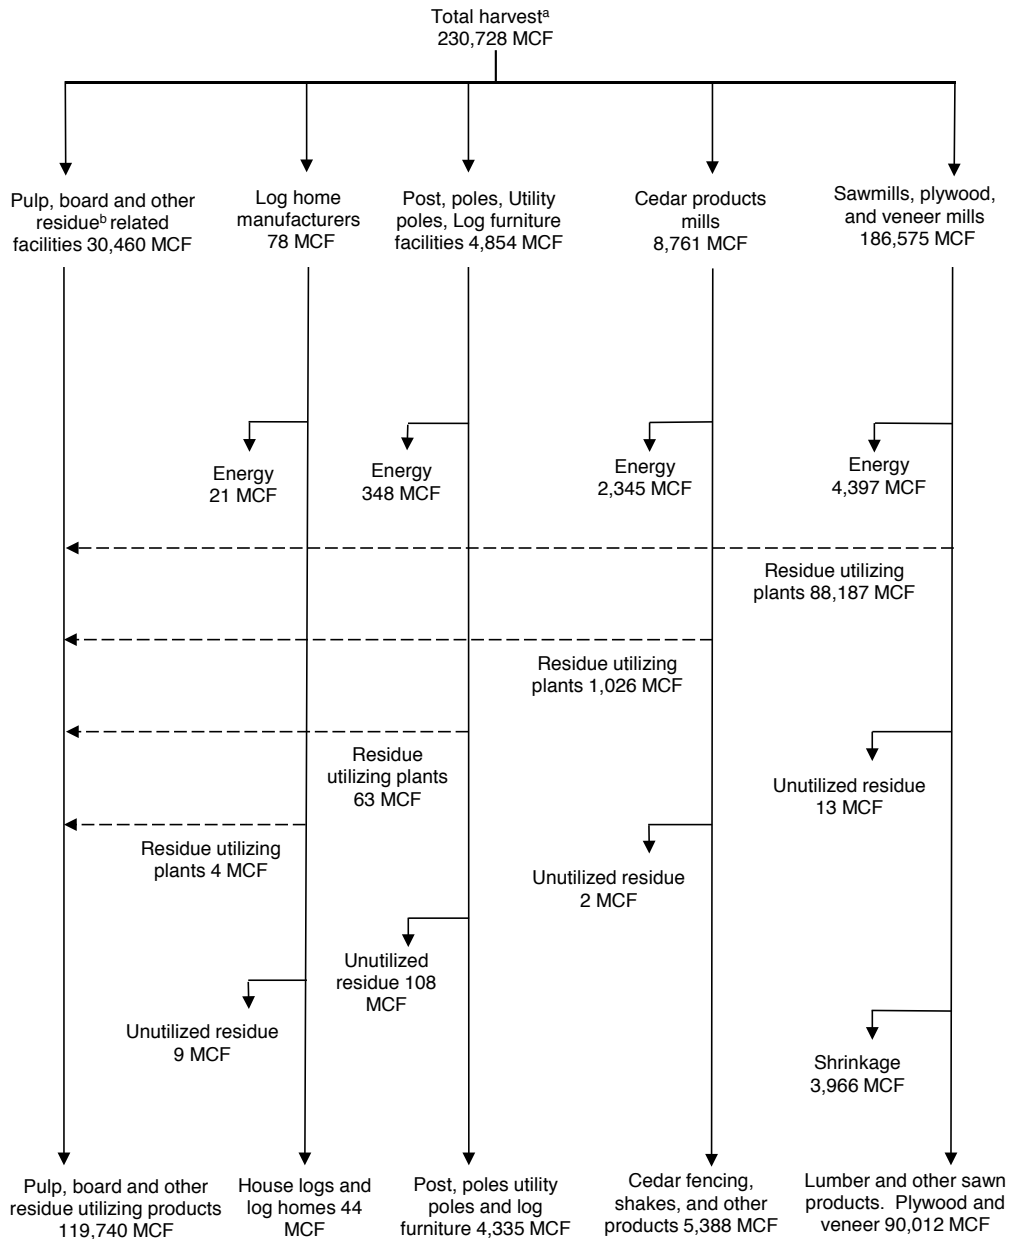 Total harvestᵃ
230,728 MCF
Pulp, board and other
residueᵇ related
facilities 30,460 MCF
Log home
manufacturers
78 MCF
Post, poles, Utility
poles, Log furniture
facilities 4,854 MCF
Cedar products
mills
8,761 MCF
Sawmills, plywood,
and veneer mills
186,575 MCF
Energy
21 MCF
Energy
348 MCF
Energy
2,345 MCF
Energy
4,397 MCF
Residue utilizing
plants 88,187 MCF
Residue utilizing
plants 1,026 MCF
Residue
utilizing plants
63 MCF
Unutilized residue
13 MCF
Residue utilizing
plants 4 MCF
Unutilized residue
2 MCF
Unutilized
residue 108
MCF
Unutilized residue
9 MCF
Shrinkage
3,966 MCF
Pulp, board and other
residue utilizing products
119,740 MCF
House logs and
log homes 44
MCF
Post, poles utility
poles and log
furniture 4,335 MCF
Cedar fencing,
shakes, and other
products 5,388 MCF
Lumber and other sawn
products.  Plywood and
veneer 90,012 MCF